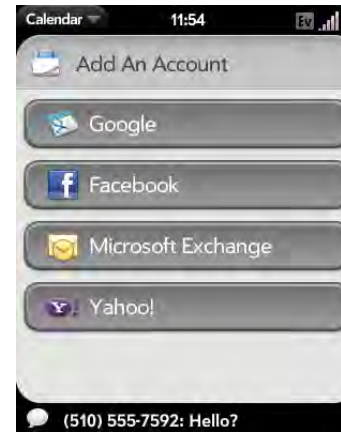 Calendar 11:54 Ev
Add An Account
Google
Facebook
Microsoft Exchange
Yahoo!
(510) 555-7592: Hello?